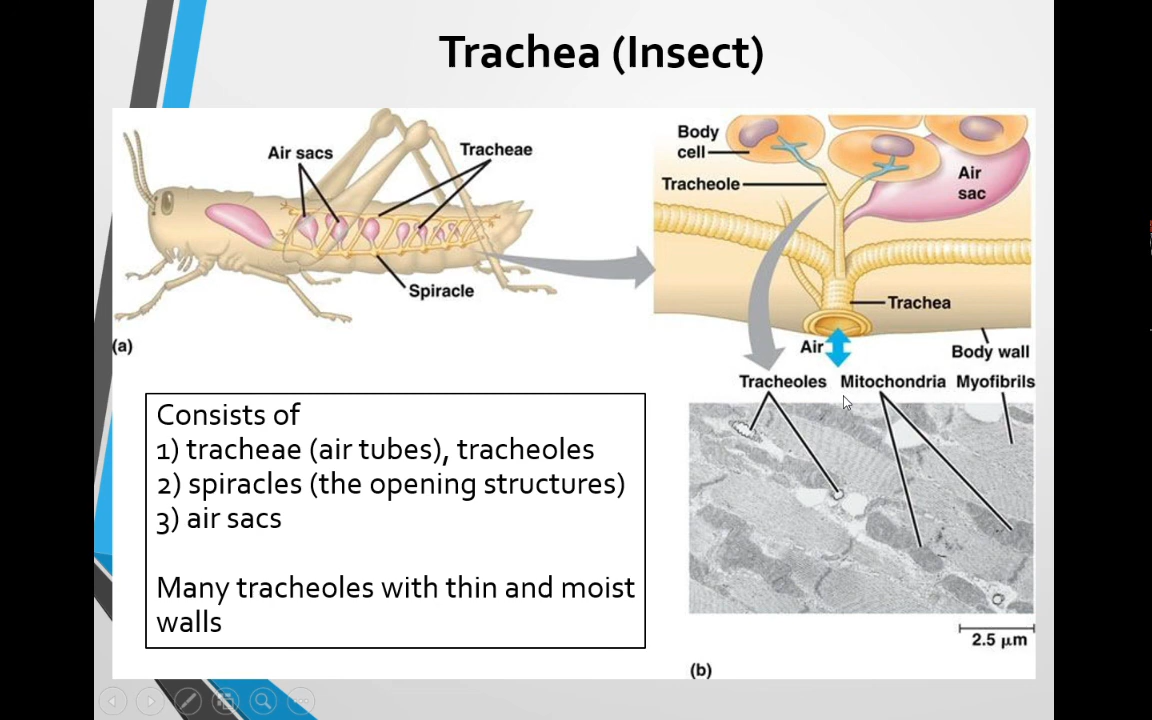 Trachea (Insect)
Air sacs
Tracheae
Spiracle
(a)
Body
cell
Tracheole
Air
sac
Trachea
Air
Body wall
Tracheoles Mitochondria Myofibrils
2.5 µm
(b)
Consists of
1) tracheae (air tubes), tracheoles
2) spiracles (the opening structures)
3) air sacs
Many tracheoles with thin and moist
walls